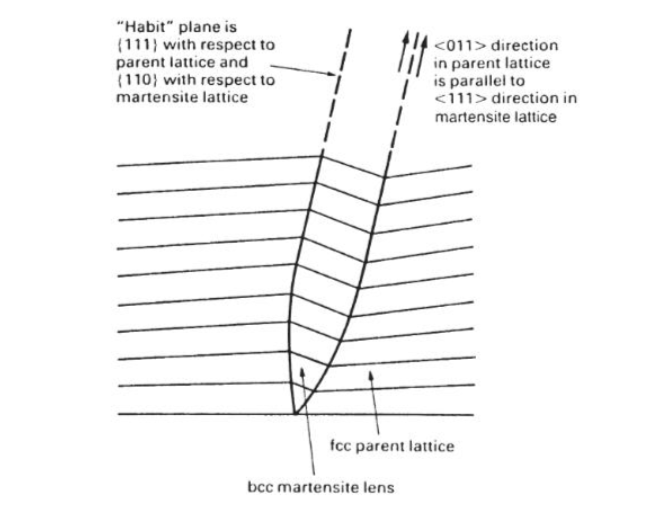 “Habit” plane is
{111} with respect to
parent lattice and
{110} with respect to
martensite lattice
<011> direction
in parent lattice
is parallel to
<111> direction in
martensite lattice
fcc parent lattice
bcc martensite lens